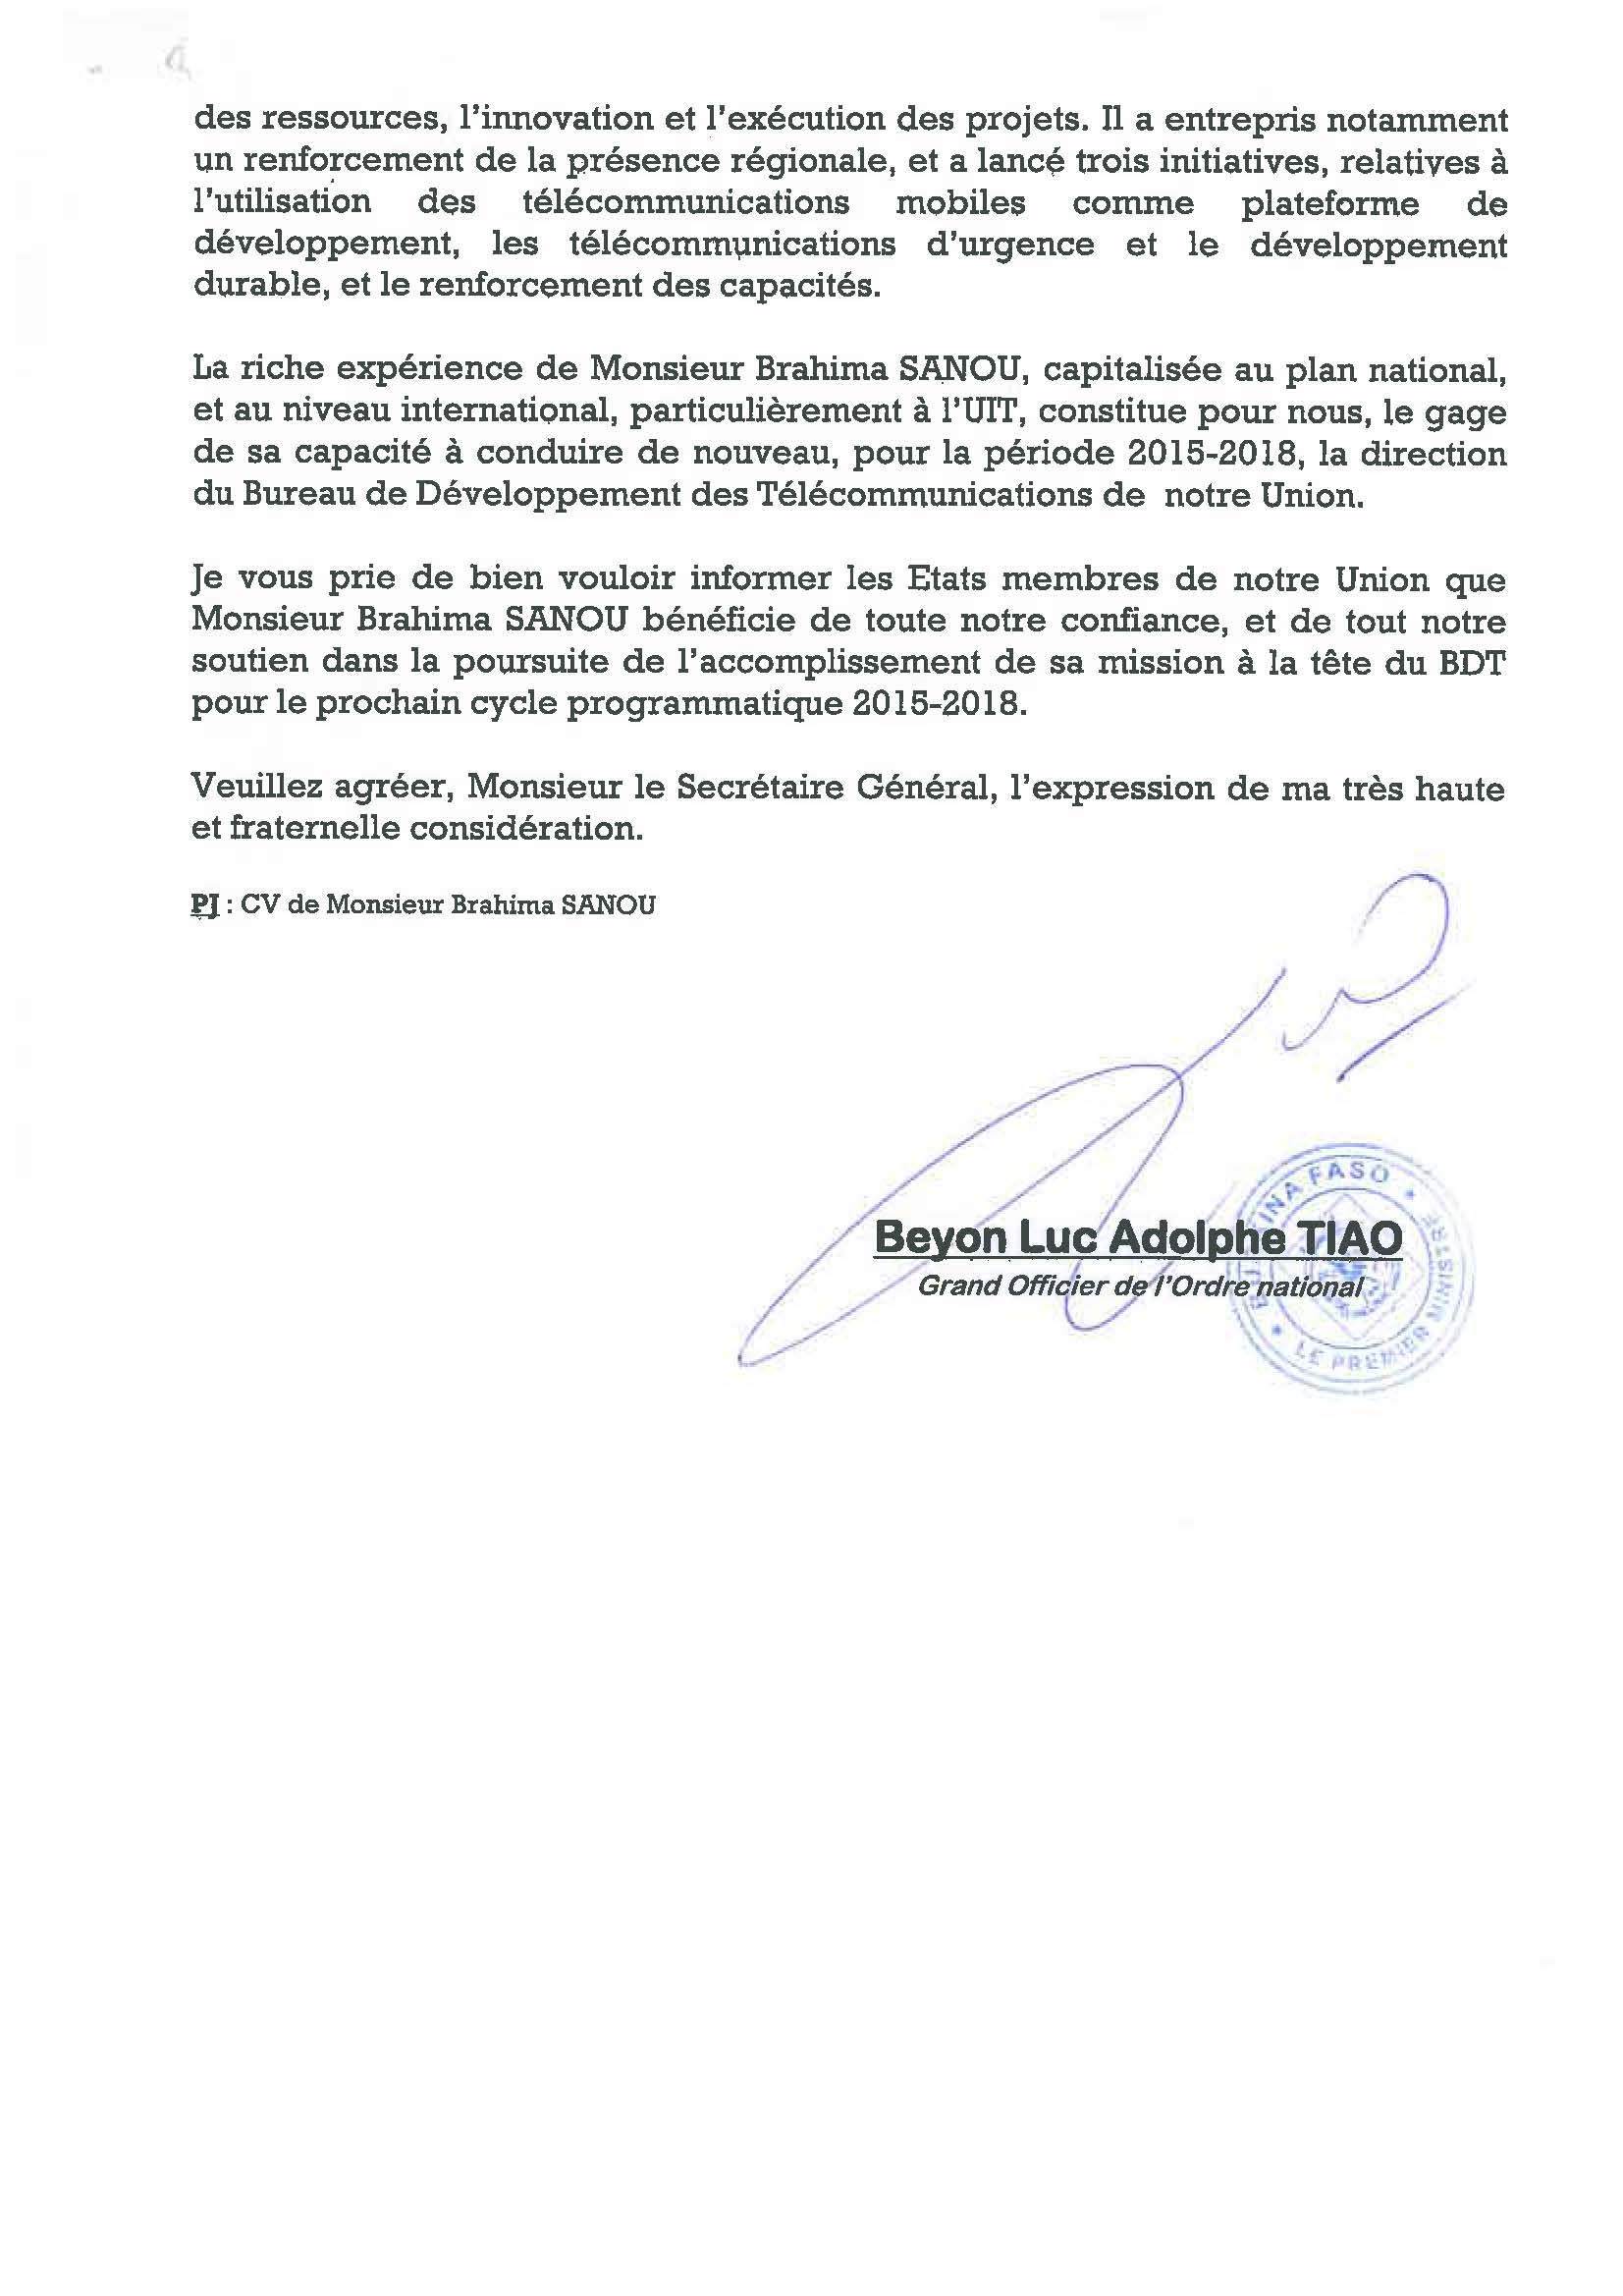 des ressources, l'innovation et l'exécution des projets. Il a entrepris notamment
un renforcement de la présence régionale, et a lancé trois initiatives, relatives à
l'utilisation des télécommunications mobiles comme plateforme de
développement, les télécommunications d'urgence et le développement
durable, et le renforcement des capacités.
La riche expérience de Monsieur Brahima SANOU, capitalisée au plan national,
et au niveau international, particulièrement à l'UIT, constitue pour nous, le gage
de sa capacité à conduire de nouveau, pour la période 2015-2018, la direction
du Bureau de Développement des Télécommunications de notre Union.
Je vous prie de bien vouloir informer les Etats membres de notre Union que
Monsieur Brahima SANOU bénéficie de toute notre confiance, et de tout notre
soutien dans la poursuite de l'accomplissement de sa mission à la tête du BDT
pour le prochain cycle programmatique 2015-2018.
Veuillez agréer, Monsieur le Secrétaire Général, l'expression de ma très haute
et fraternelle considération.
PJ : CV de Monsieur Brahima SANOU
Beyon Luc Adolphe TIAO
Grand Officier de l'Ordre national
FASO
LE PREMIER MINISTRE